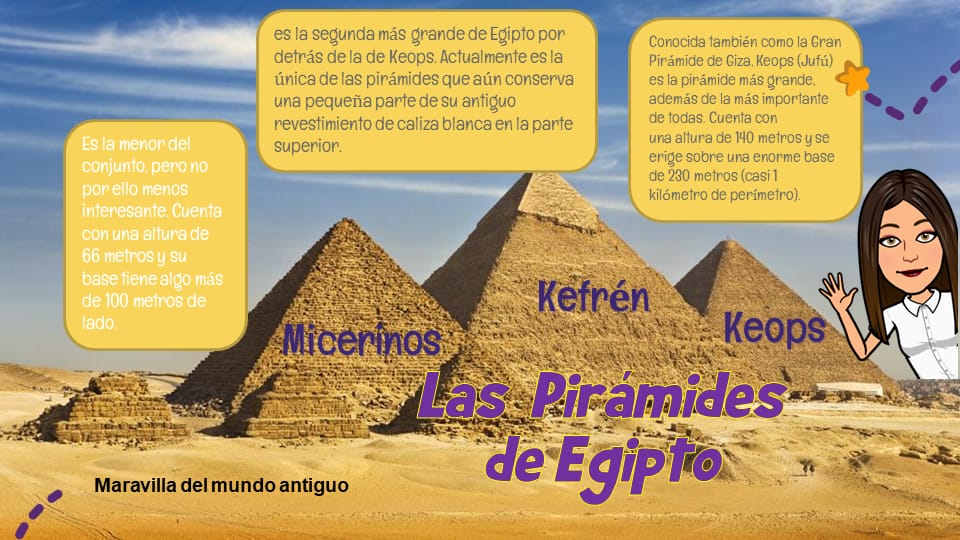 Es la menor del
conjunto, pero no
por ello menos
interesante. Cuenta
con una altura de
66 metros y su
base tiene algo más
de 100 metros de
lado.
es la segunda más grande de Egipto por
detrás de la de Keops. Actualmente es la
única de las pirámides que aún conserva
una pequeña parte de su antiguo
revestimiento de caliza blanca en la parte
superior.
Conocida también como la Gran
Pirámide de Giza, Keops (Jufú)
es la pirámide más grande,
además de la más importante
de todas. Cuenta con
una altura de 140 metros y se
erige sobre una enorme base
de 230 metros (casi 1
kilómetro de perímetro).
Micerínos
Kefrén
Keops
Las Pirámides
de Egipto
Maravilla del mundo antiguo